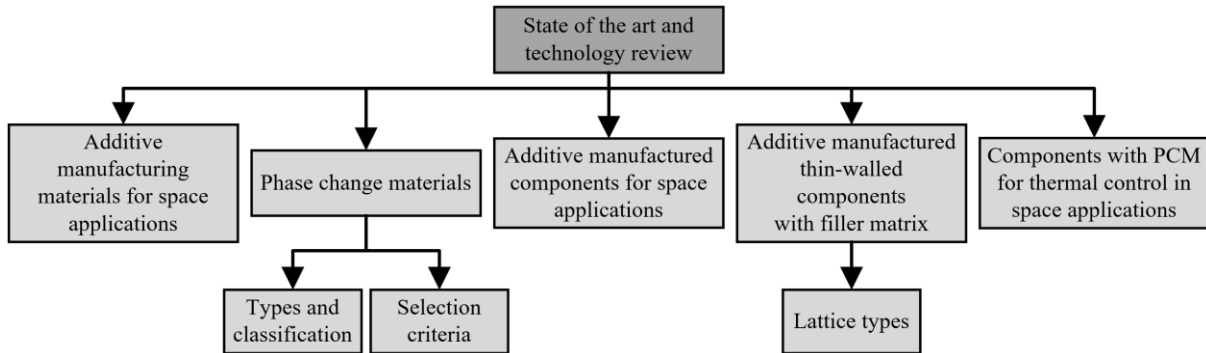 State of the art and
technology review
Additive
manufacturing
materials for space
applications
Phase change materials
Additive manufactured
components for space
applications
Additive manufactured
thin-walled
components
with filler matrix
Components with PCM
for thermal control in
space applications
Types and
classification
Selection
criteria
Lattice types